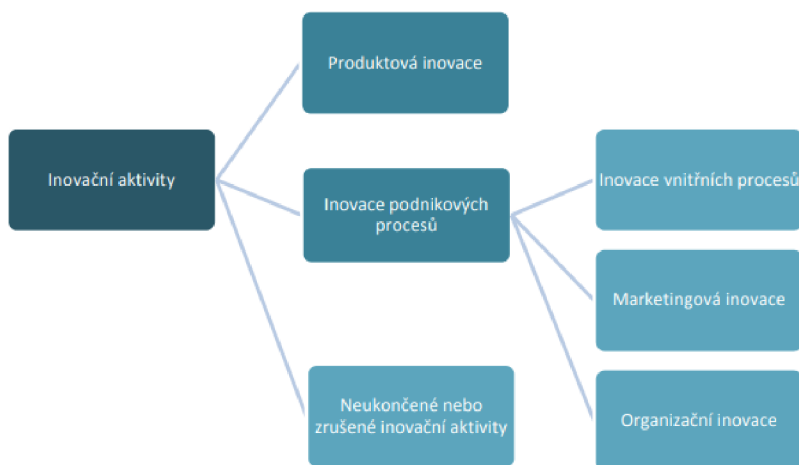 Produktová inovace
Inovační aktivity
Inovace podnikových
procesů
Neukončené nebo
zrušené inovační aktivity
Inovace vnitřních procesů
Marketingová inovace
Organizační inovace